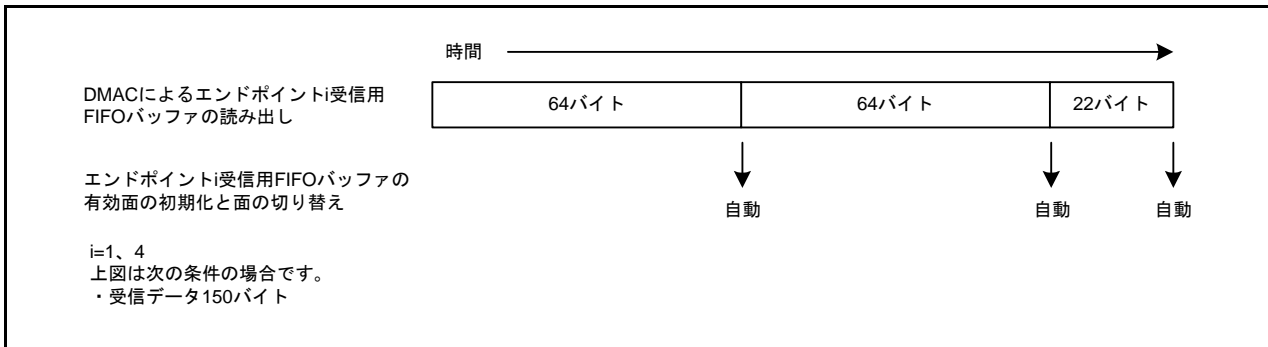 時間
DMACによるエンドポイントi受信用
FIFOバッファの読み出し
64バイト
64バイト
22バイト
エンドポイントi受信用FIFOバッファの
有効面の初期化と面の切り替え
自動
自動
自動
i=1、4
上図は次の条件の場合です。
・受信データ150バイト